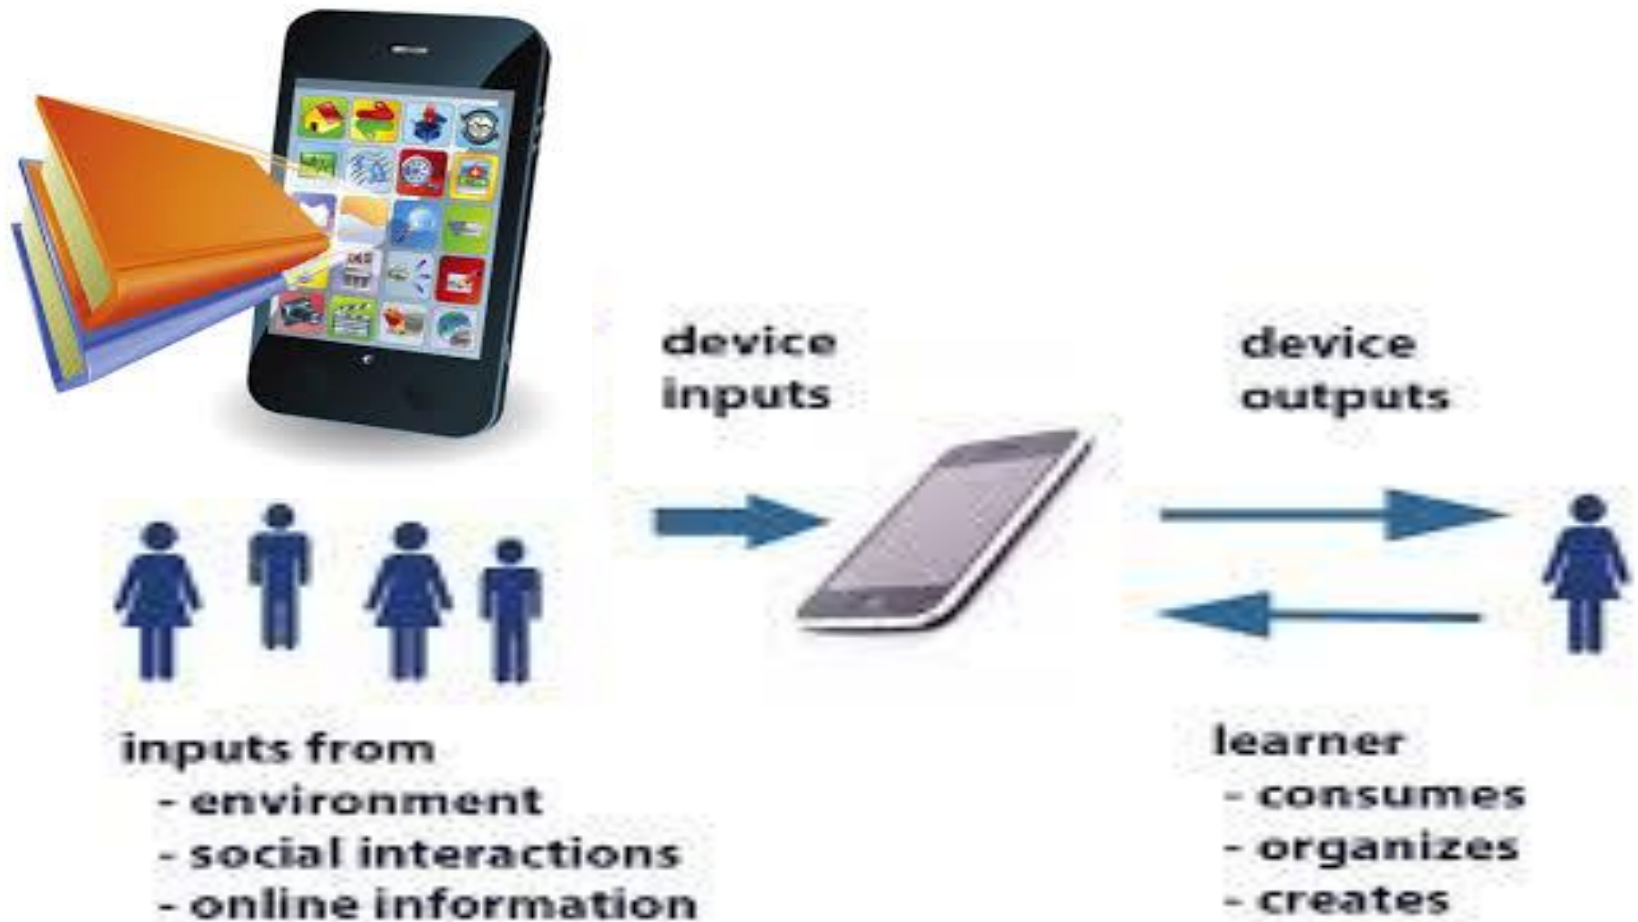 device
inputs
device
outputs
inputs from
- environment
- social interactions
- online information
learner
- consumes
- organizes
- creates